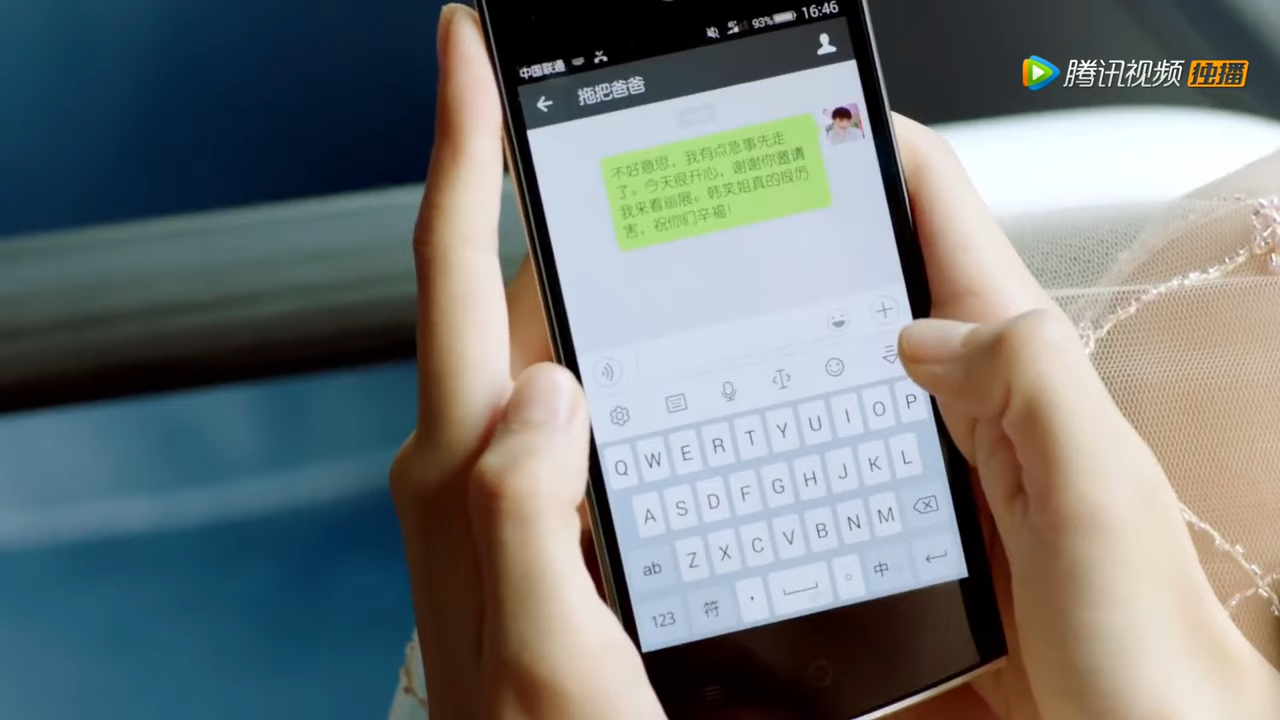 中国联通 93% 16:46
拖把爸爸
腾讯视频 独播
不好意思，我有点急事先走
了。今天很开心，谢谢你邀请
我来看画展。韩笑姐真的很厉
害，祝你们幸福！
Q W E R T Y U I O P
A S D F G H J K L
ab Z X C V B N M
123 符 ， 。 中